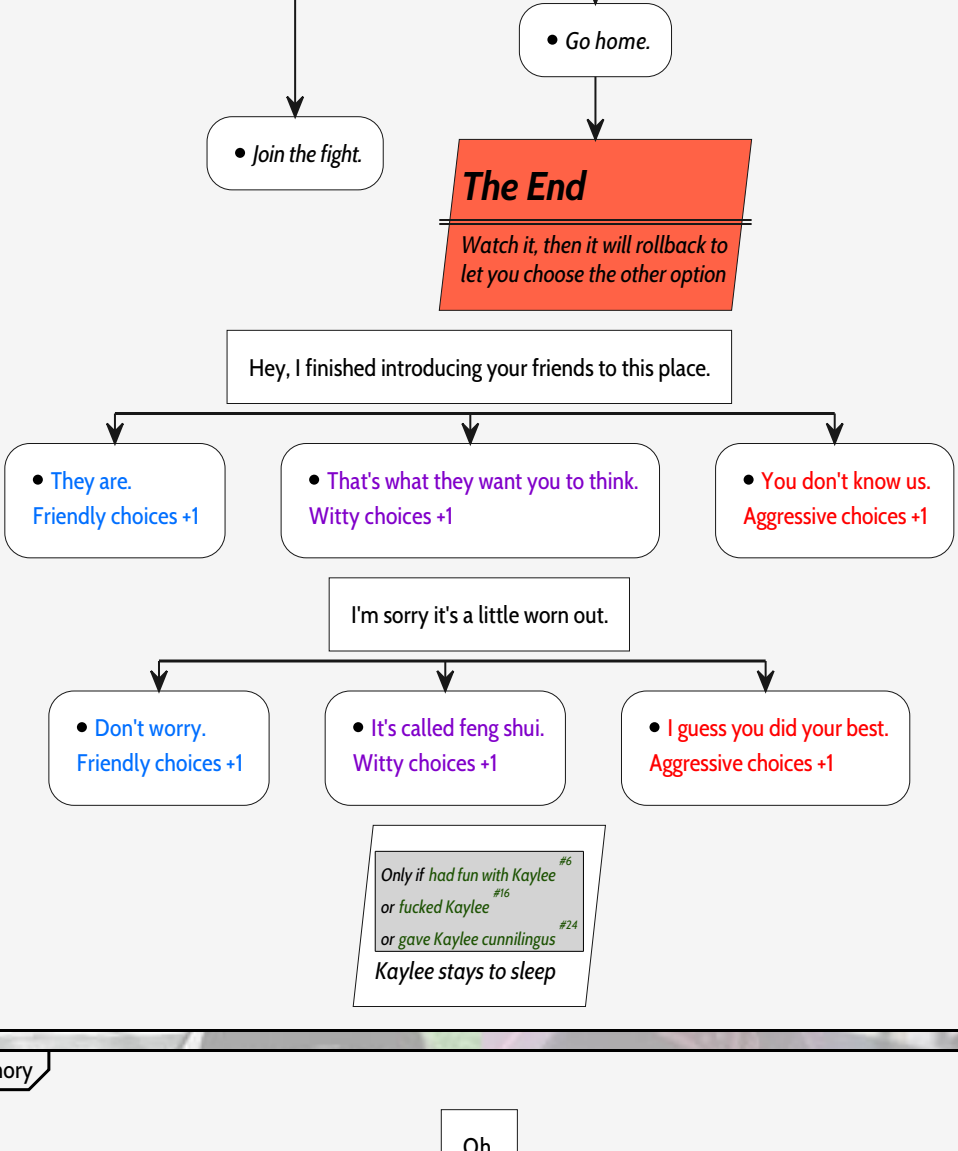 • Go home.
• Join the fight.
The End
Watch it, then it will rollback to
let you choose the other option
Hey, I finished introducing your friends to this place.
• They are.
Friendly choices +1
• That's what they want you to think.
Witty choices +1
• You don't know us.
Aggressive choices +1
I'm sorry it's a little worn out.
• Don't worry.
Friendly choices +1
• It's called feng shui.
Witty choices +1
• I guess you did your best.
Aggressive choices +1
Only if had fun with Kaylee #6
or fucked Kaylee #16
or gave Kaylee cunnilingus #24
Kaylee stays to sleep
Oh